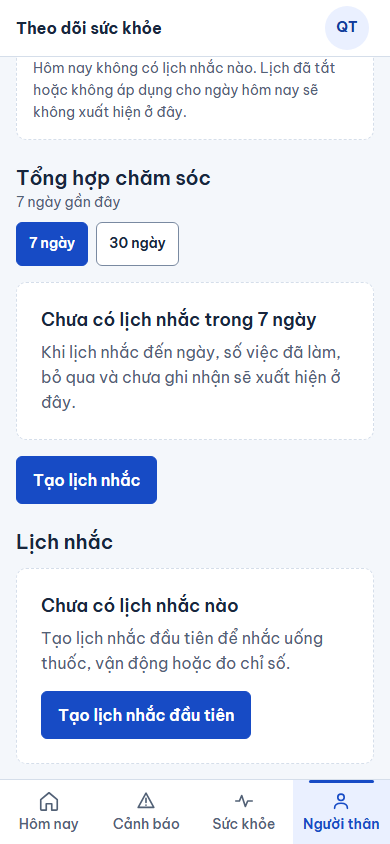 Theo dõi sức khỏe
QT
Hôm nay không có lịch nhắc nào. Lịch đã tắt
hoặc không áp dụng cho ngày hôm nay sẽ
không xuất hiện ở đây.
Tổng hợp chăm sóc
7 ngày gần đây
7 ngày
30 ngày
Chưa có lịch nhắc trong 7 ngày
Khi lịch nhắc đến ngày, số việc đã làm,
bỏ qua và chưa ghi nhận sẽ xuất hiện ở
đây.
Tạo lịch nhắc
Lịch nhắc
Chưa có lịch nhắc nào
Tạo lịch nhắc đầu tiên để nhắc uống
thuốc, vận động hoặc đo chỉ số.
Tạo lịch nhắc đầu tiên
Hôm nay
Cảnh báo
Sức khỏe
Người thân